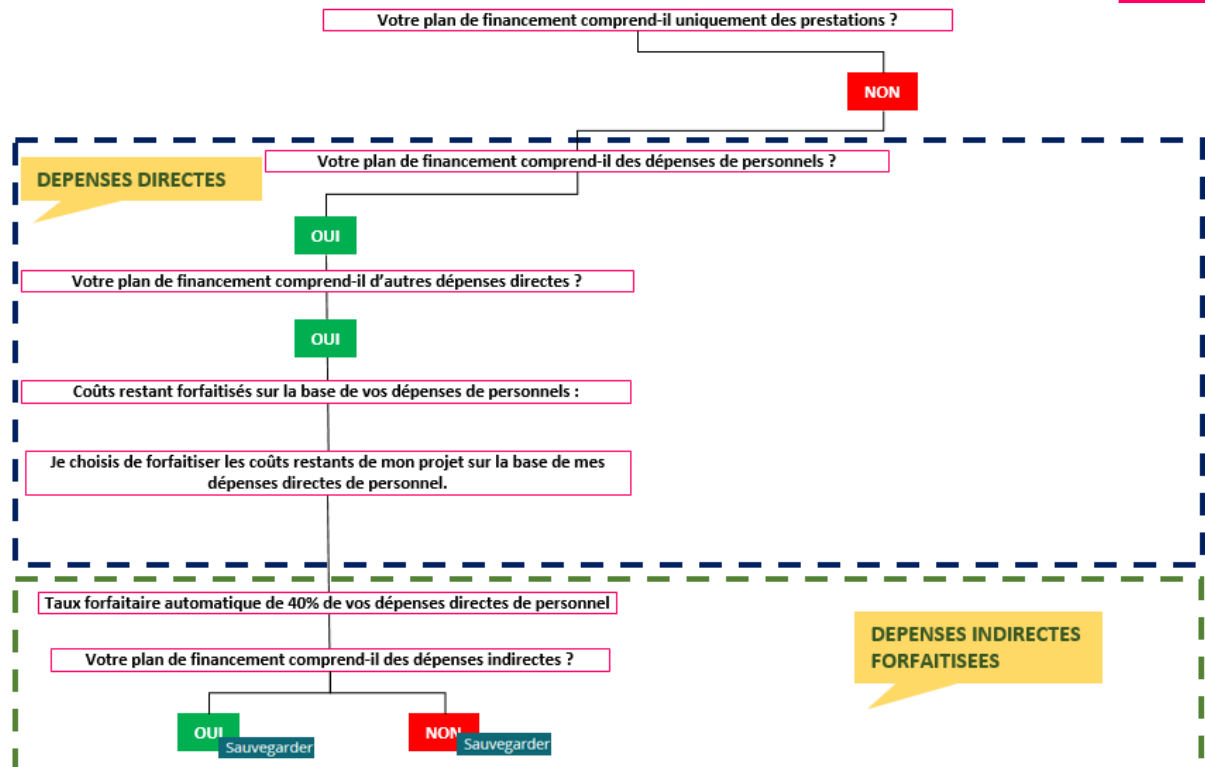 Votre plan de financement comprend-il uniquement des prestations ?
NON
Votre plan de financement comprend-il des dépenses de personnels ?
DEPENSES DIRECTES
OUI
Votre plan de financement comprend-il d’autres dépenses directes ?
OUI
Coûts restant forfaitisés sur la base de vos dépenses de personnels :
Je choisis de forfaitiser les coûts restants de mon projet sur la base de mes
dépenses directes de personnel.
Taux forfaitaire automatique de 40% de vos dépenses directes de personnel
DEPENSES INDIRECTES
FORFAITISEES
Votre plan de financement comprend-il des dépenses indirectes ?
OUI
Sauvegarder
NON
Sauvegarder